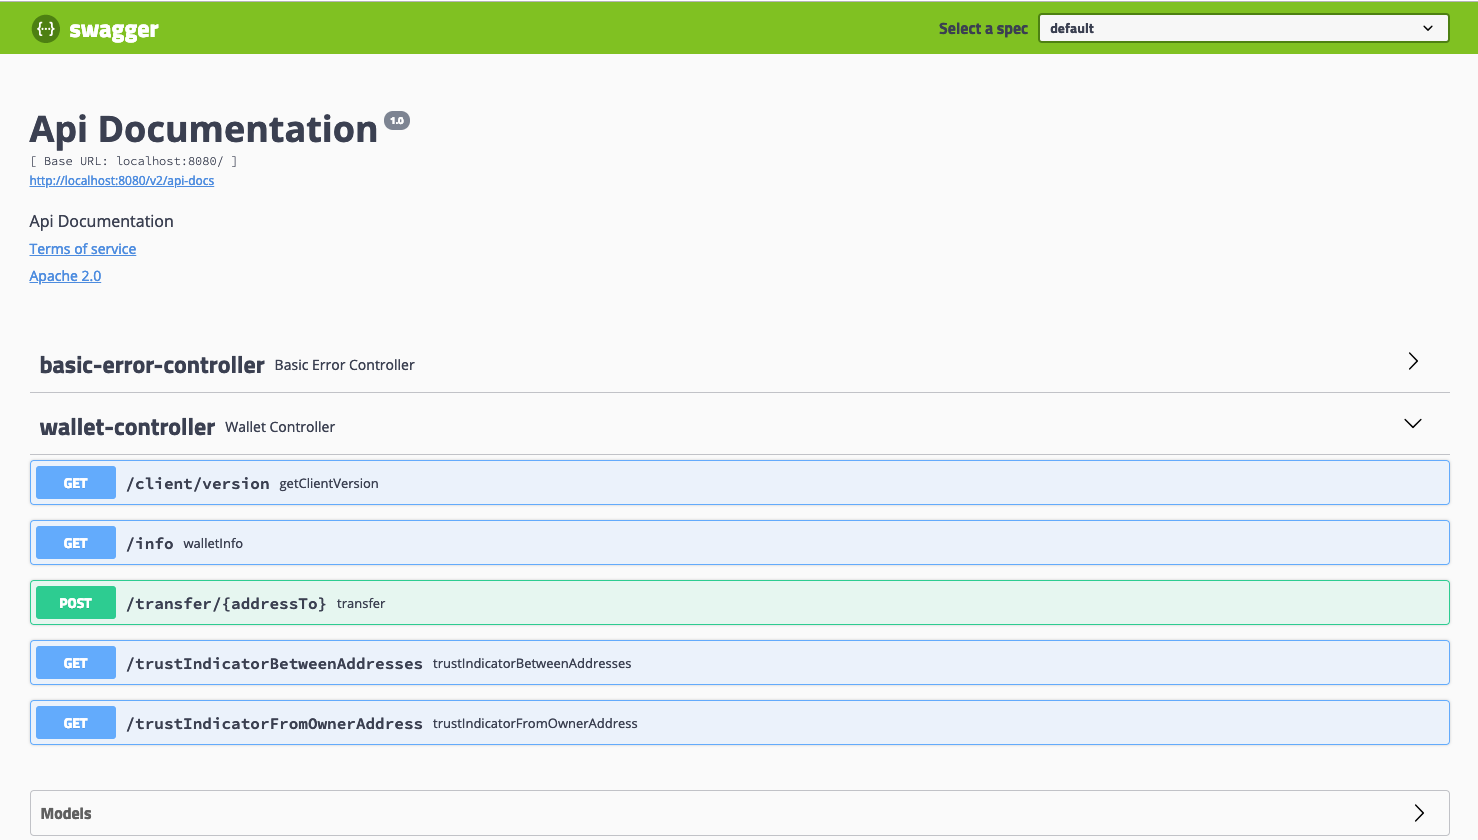 {···} swagger Select a spec default
Api Documentation 1.0
[ Base URL: localhost:8080/ ]
http://localhost:8080/v2/api-docs
Api Documentation
Terms of service
Apache 2.0
basic-error-controller Basic Error Controller
wallet-controller Wallet Controller
GET /client/version getClientVersion
GET /info walletInfo
POST /transfer/{addressTo} transfer
GET /trustIndicatorBetweenAddresses trustIndicatorBetweenAddresses
GET /trustIndicatorFromOwnerAddress trustIndicatorFromOwnerAddress
Models